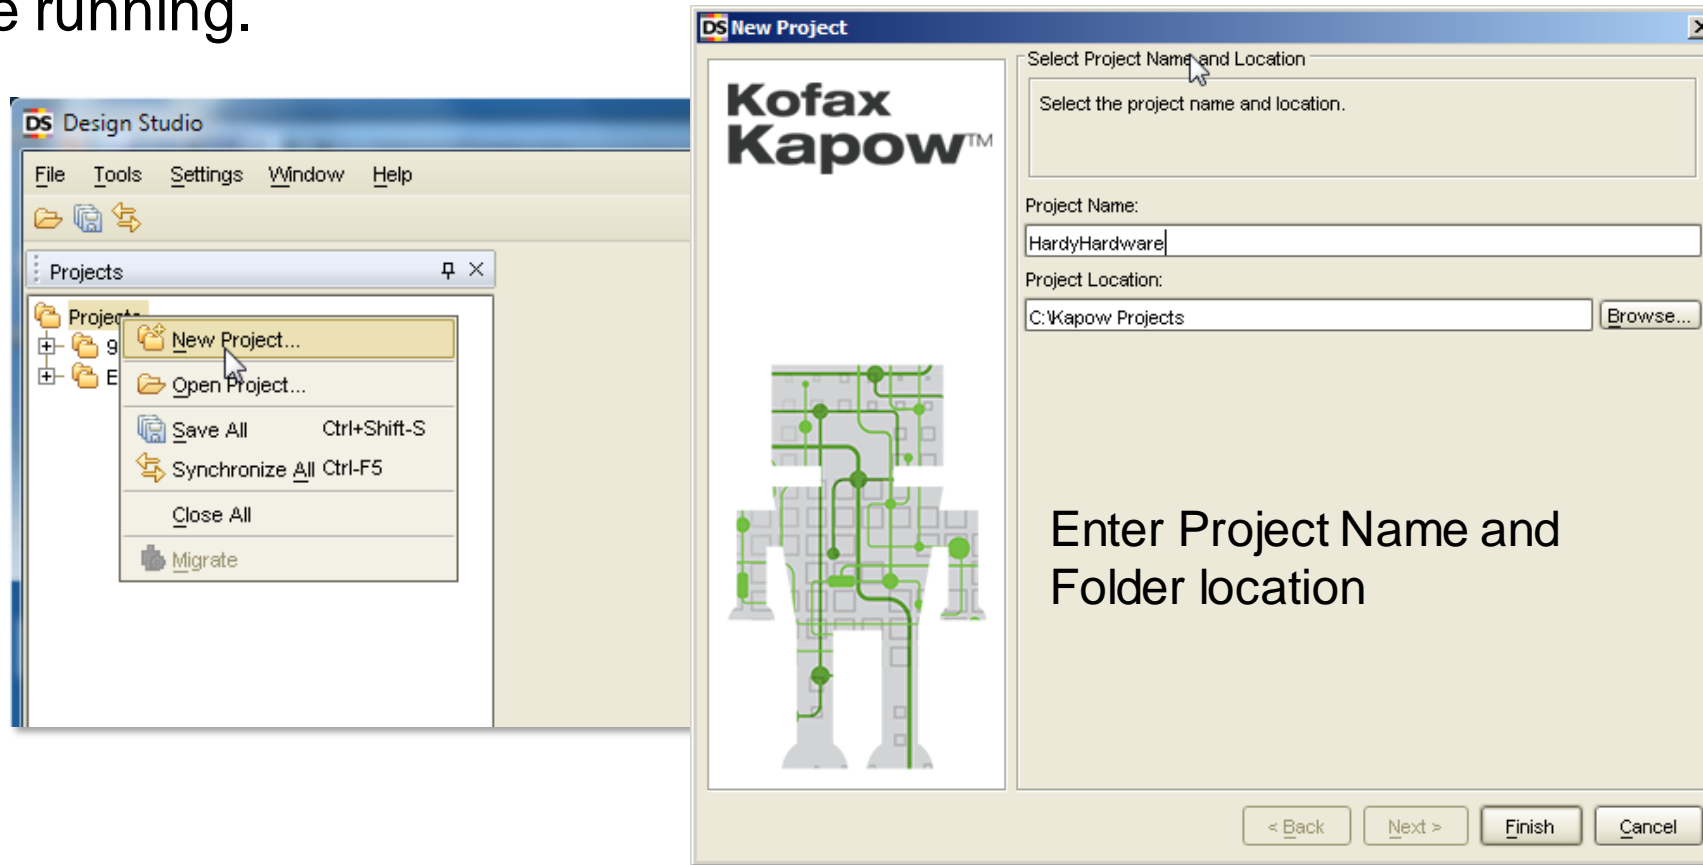 e running.
DS Design Studio
File Tools Settings Window Help
Projects
Projects
9
E
New Project...
Open Project...
Save All Ctrl+Shift-S
Synchronize All Ctrl-F5
Close All
Migrate
DS New Project
Kofax
Kapow™
Select Project Name and Location
Select the project name and location.
Project Name:
HardyHardware
Project Location:
C:\Kapow Projects
Browse...
Enter Project Name and
Folder location
< Back Next > Finish Cancel